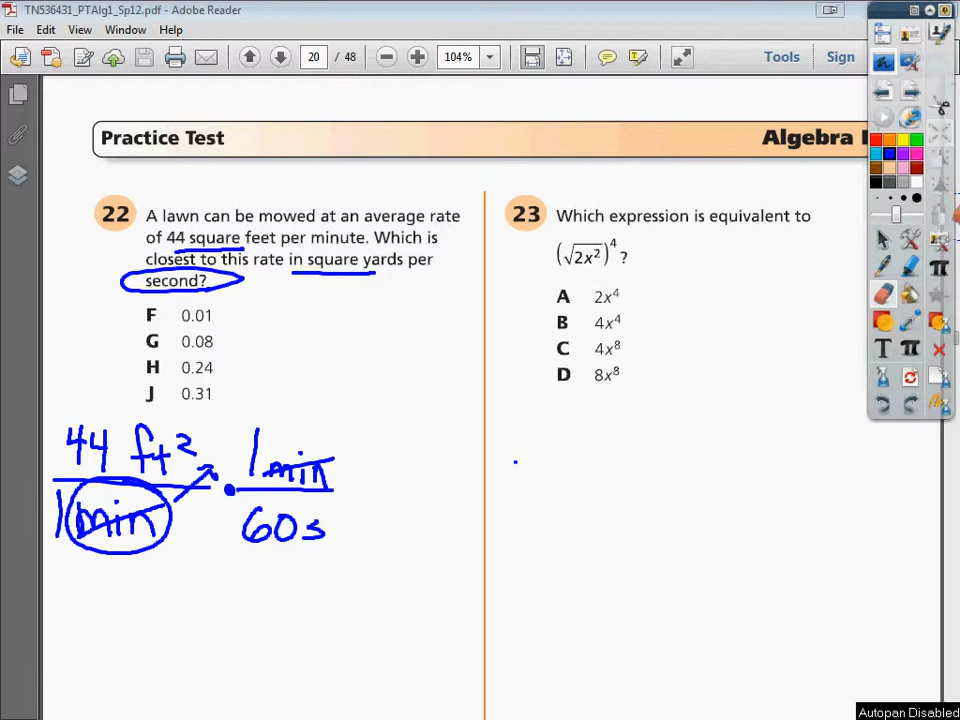 TN536431_PTAlg1_Sp12.pdf - Adobe Reader
File Edit View Window Help
20 / 48 104% Tools Sign
Practice Test
Algebra
22 A lawn can be mowed at an average rate
of 44 square feet per minute. Which is
closest to this rate in square yards per
second?
F 0.01
G 0.08
H 0.24
J 0.31
44 ft²
1 min
·
1 min
60s
23 Which expression is equivalent to
(√2x²)⁴ ?
A 2x⁴
B 4x⁴
C 4x⁸
D 8x⁸
T π
Autopan Disabled